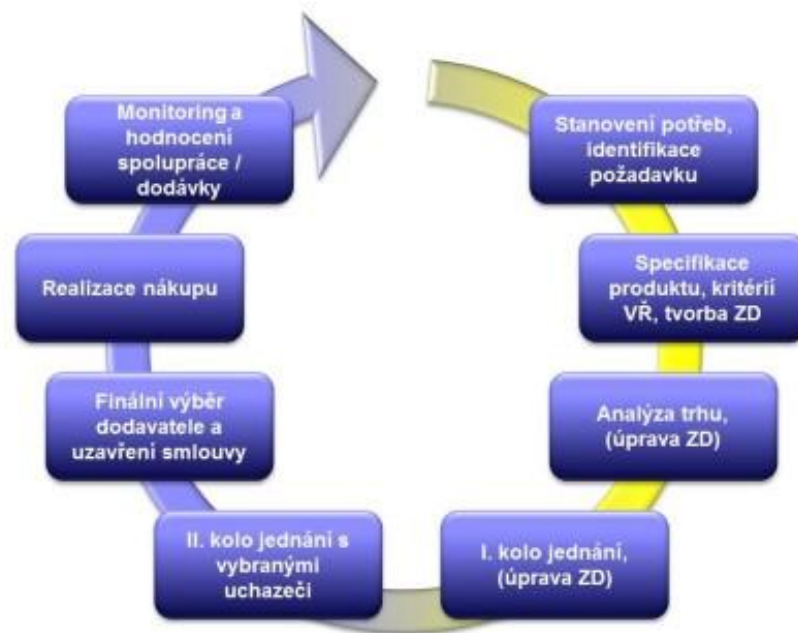 Stanovení potřeb,
identifikace
požadavku
Specifikace
produktu, kritérií
VŘ, tvorba ZD
Analýza trhu,
(úprava ZD)
I. kolo jednání,
(úprava ZD)
II. kolo jednání s
vybranými
uchazeči
Finální výběr
dodavatele a
uzavření smlouvy
Realizace nákupu
Monitoring a
hodnocení
spolupráce /
dodávky